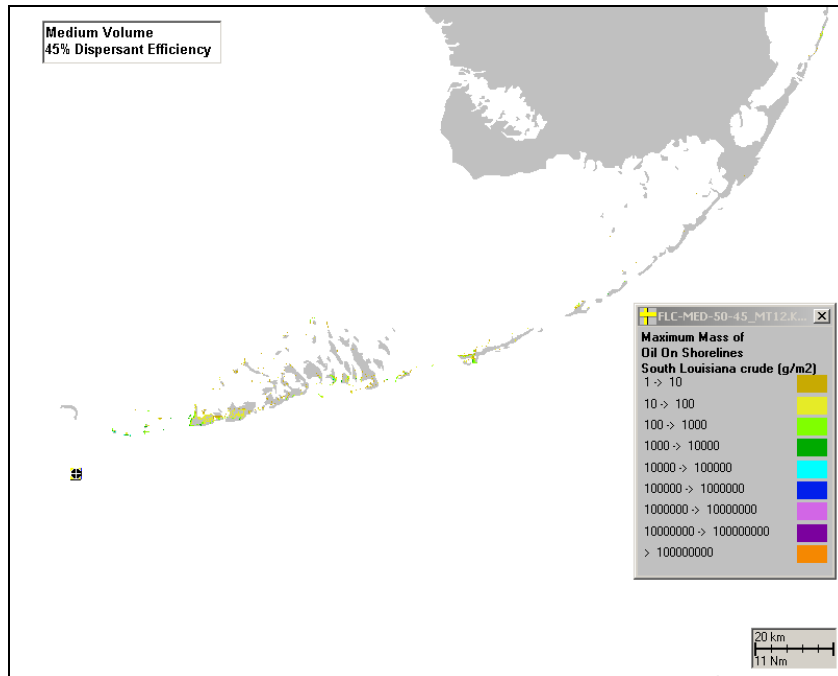 Medium Volume
45% Dispersant Efficiency
FLC-MED-50-45_MT12.K...
Maximum Mass of
Oil On Shorelines
South Louisiana crude (g/m2)
1 -> 10
10 -> 100
100 -> 1000
1000 -> 10000
10000 -> 100000
100000 -> 1000000
1000000 -> 10000000
10000000 -> 100000000
> 100000000
20 km
11 Nm